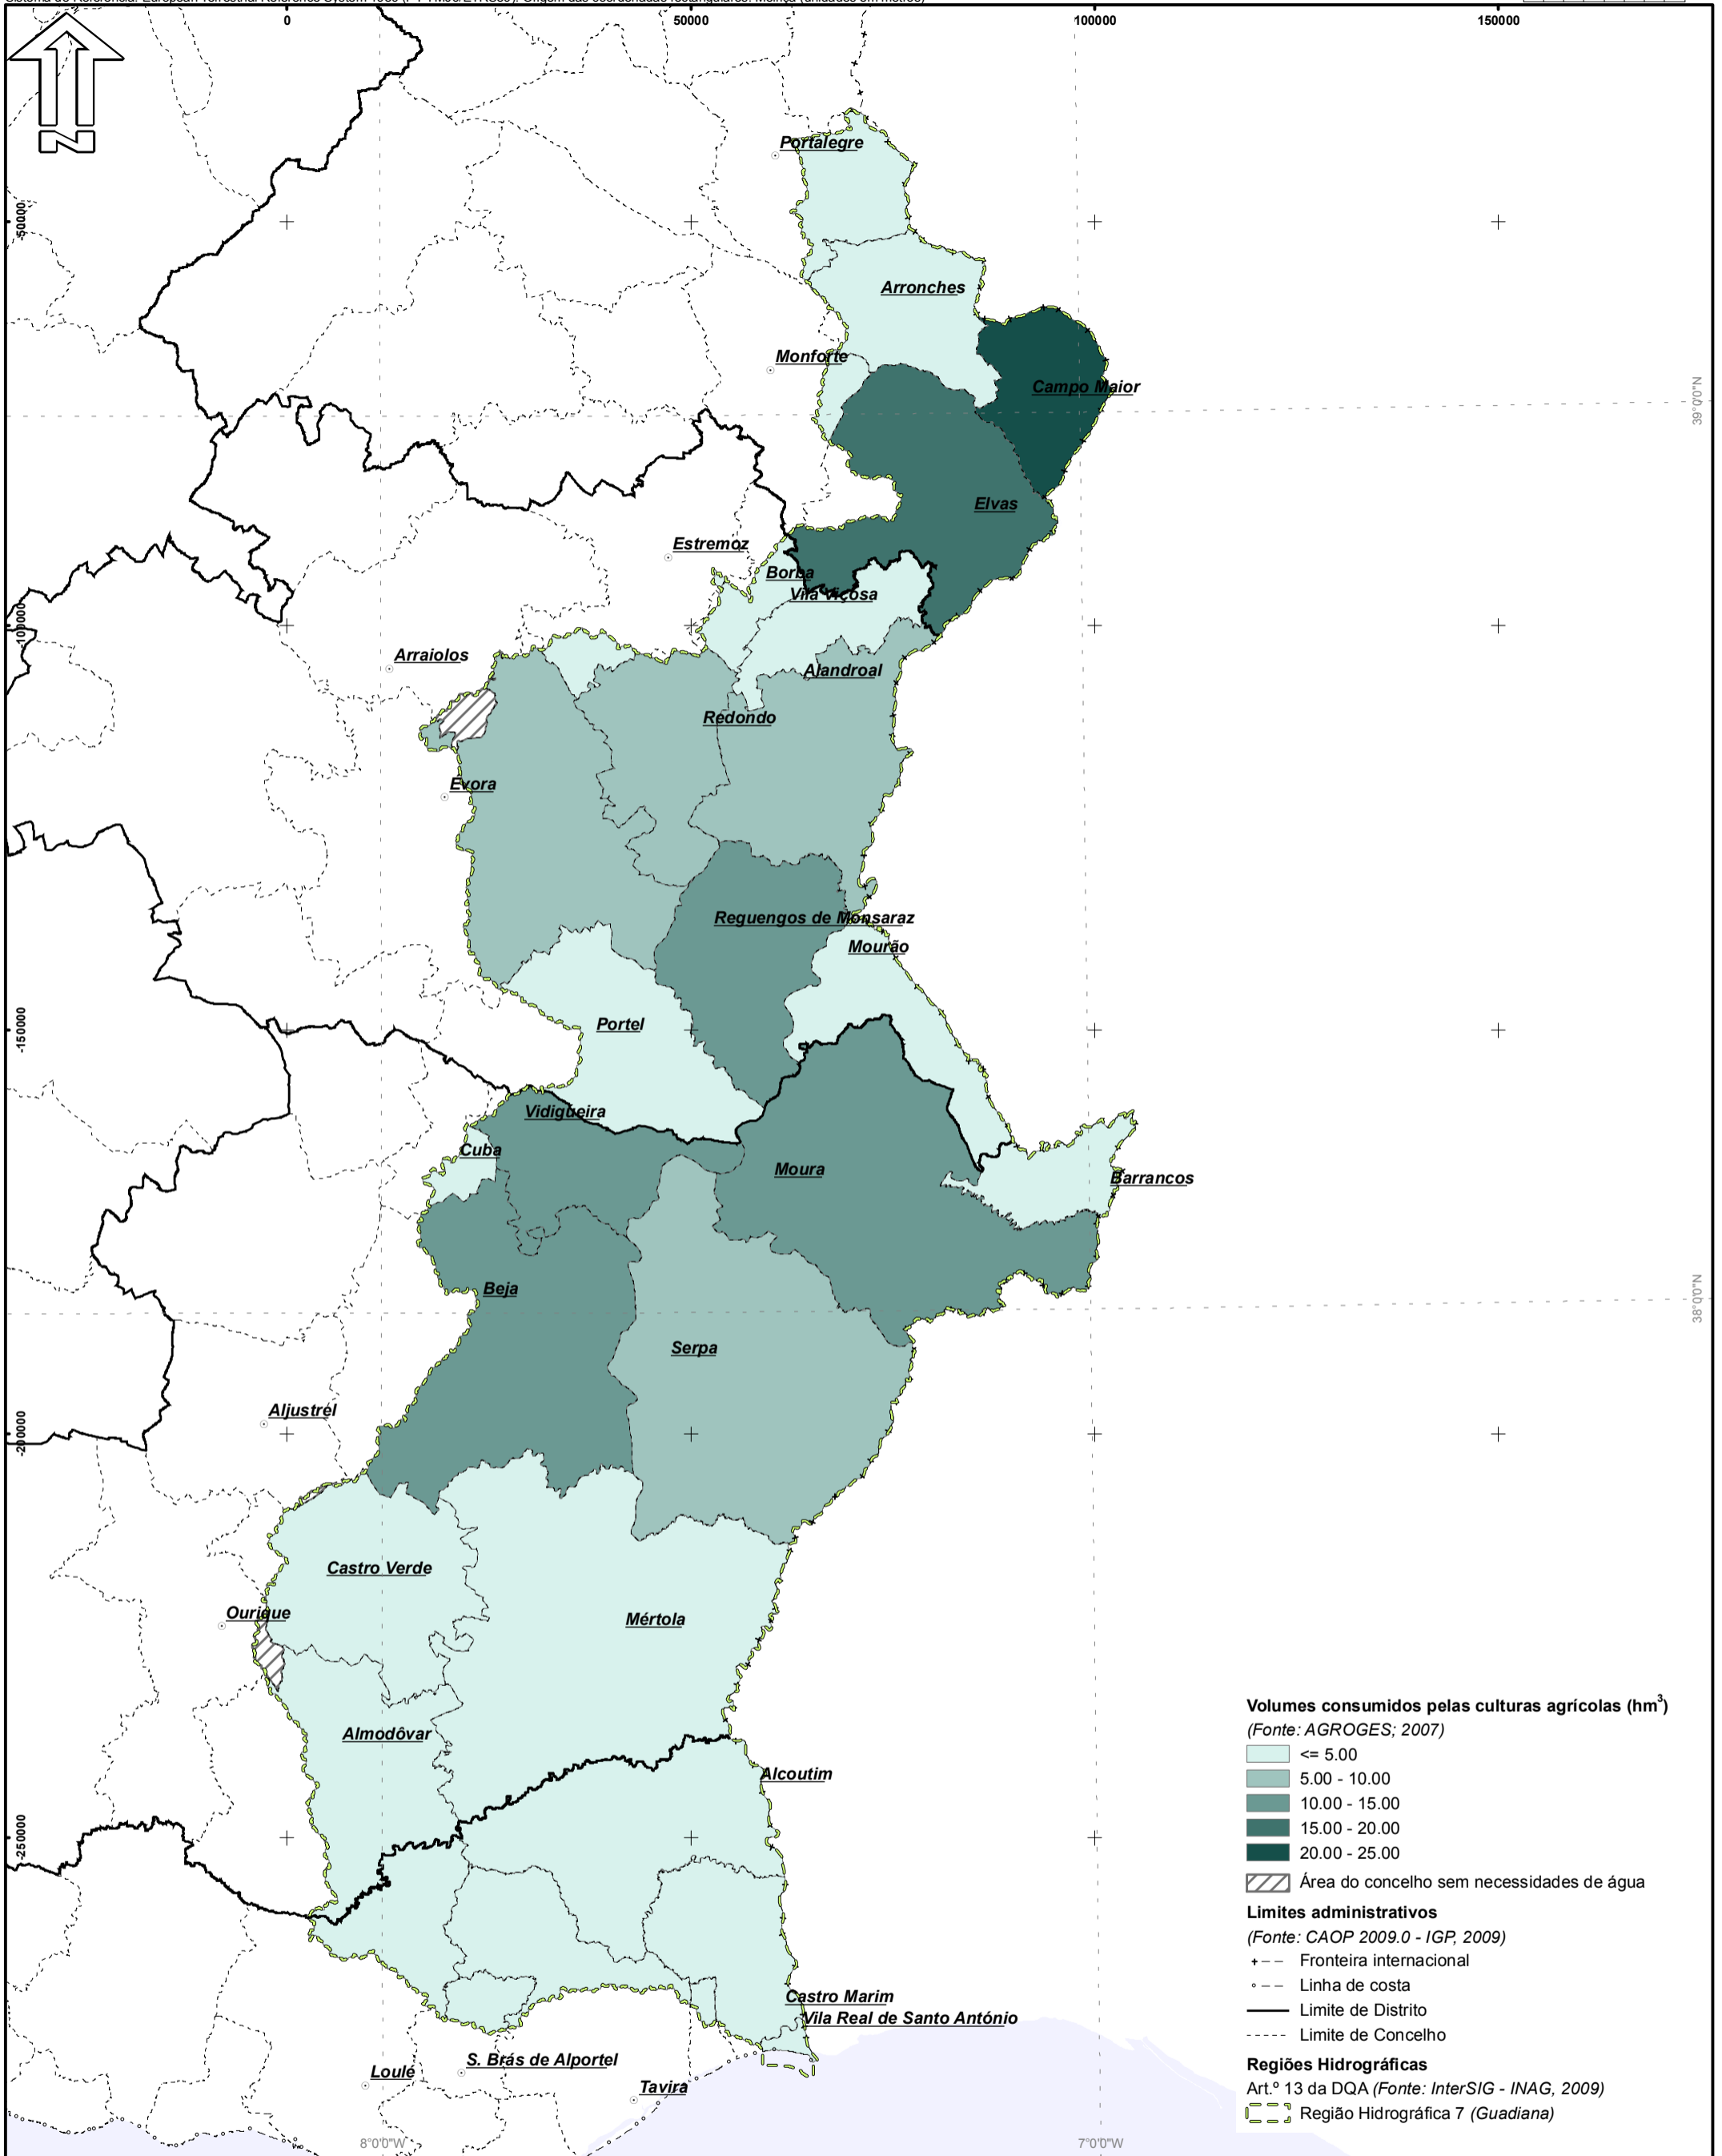 0
50000
100000
150000
N
-50000
-100000
-150000
-200000
-250000
39°0'0"N
38°0'0"N
8°0'0"W
7°0'0"W
Portalegre
Arronches
Monforte
Campo Maior
Elvas
Estremoz
Borba
Vila Viçosa
Arraiolos
Alandroal
Redondo
Évora
Reguengos de Monsaraz
Mourão
Portel
Vidigueira
Cuba
Moura
Barrancos
Beja
Serpa
Aljustrel
Castro Verde
Ourique
Mértola
Almodôvar
Alcoutim
Castro Marim
Vila Real de Santo António
S. Brás de Alportel
Loulé
Tavira
Volumes consumidos pelas culturas agrícolas (hm³)
(Fonte: AGROGES; 2007)
<= 5.00
5.00 - 10.00
10.00 - 15.00
15.00 - 20.00
20.00 - 25.00
Área do concelho sem necessidades de água
Limites administrativos
(Fonte: CAOP 2009.0 - IGP, 2009)
Fronteira internacional
Linha de costa
Limite de Distrito
Limite de Concelho
Regiões Hidrográficas
Art.º 13 da DQA (Fonte: InterSIG - INAG, 2009)
Região Hidrográfica 7 (Guadiana)